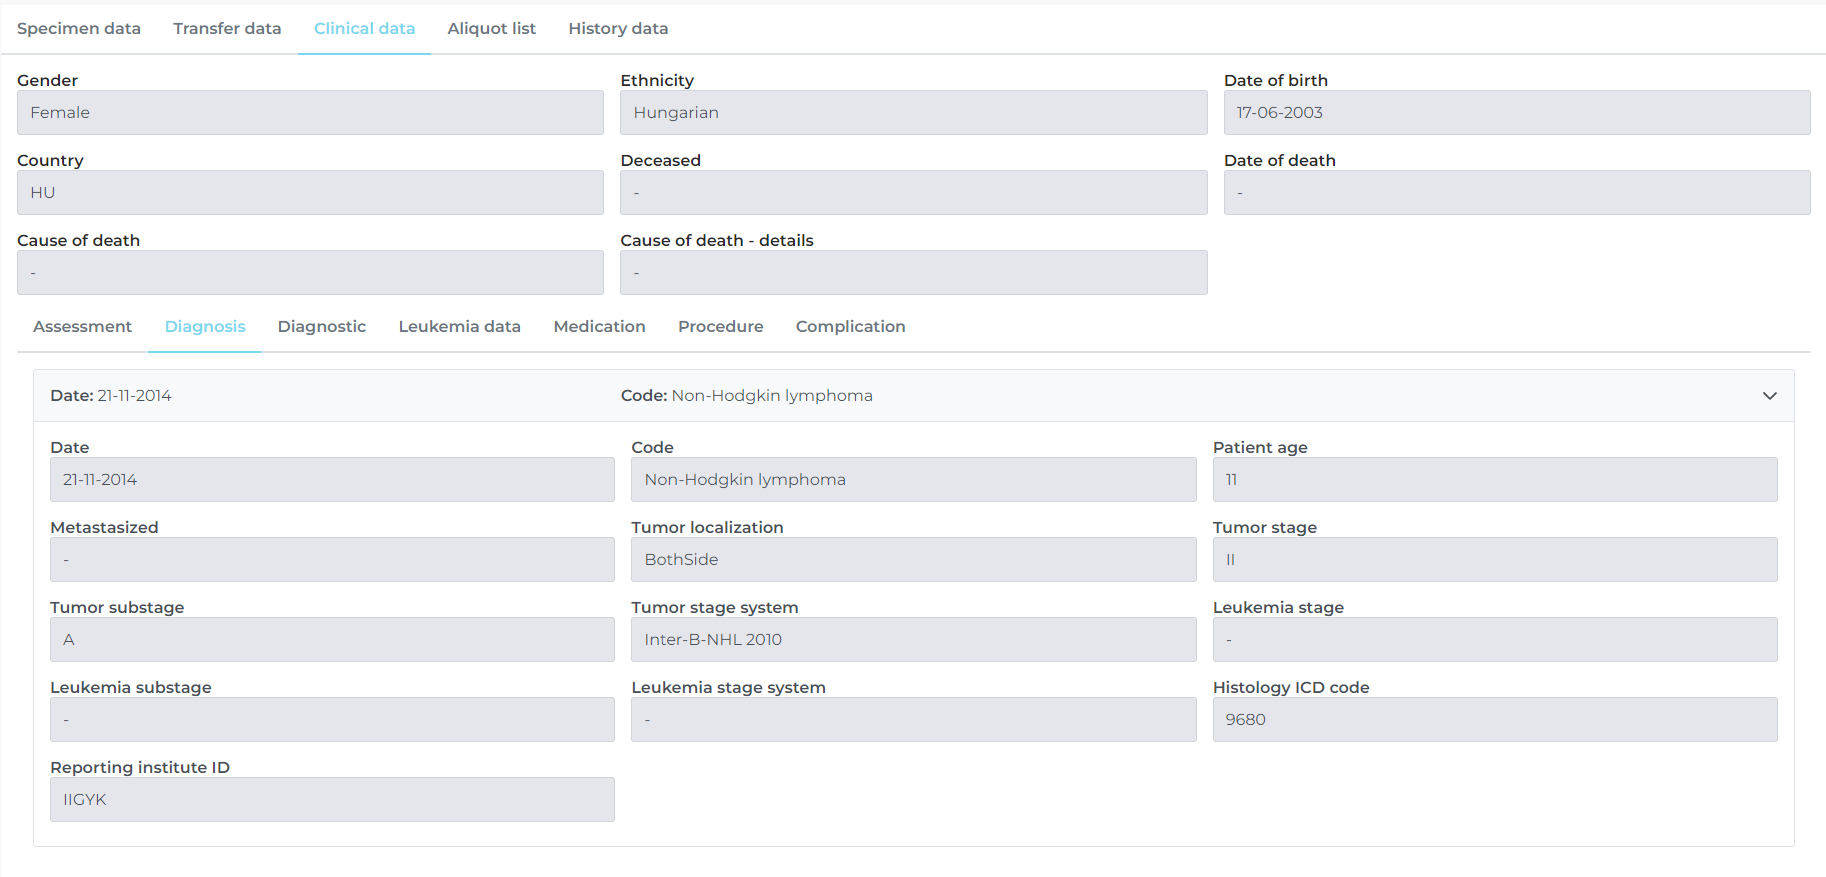 Specimen data Transfer data Clinical data Aliquot list History data
Gender Ethnicity Date of birth
Female Hungarian 17-06-2003
Country Deceased Date of death
HU - -
Cause of death Cause of death - details
- -
Assessment Diagnosis Diagnostic Leukemia data Medication Procedure Complication
Date: 21-11-2014 Code: Non-Hodgkin lymphoma
Date Code Patient age
21-11-2014 Non-Hodgkin lymphoma 11
Metastasized Tumor localization Tumor stage
- BothSide II
Tumor substage Tumor stage system Leukemia stage
A Inter-B-NHL 2010 -
Leukemia substage Leukemia stage system Histology ICD code
- - 9680
Reporting institute ID
IIGYK